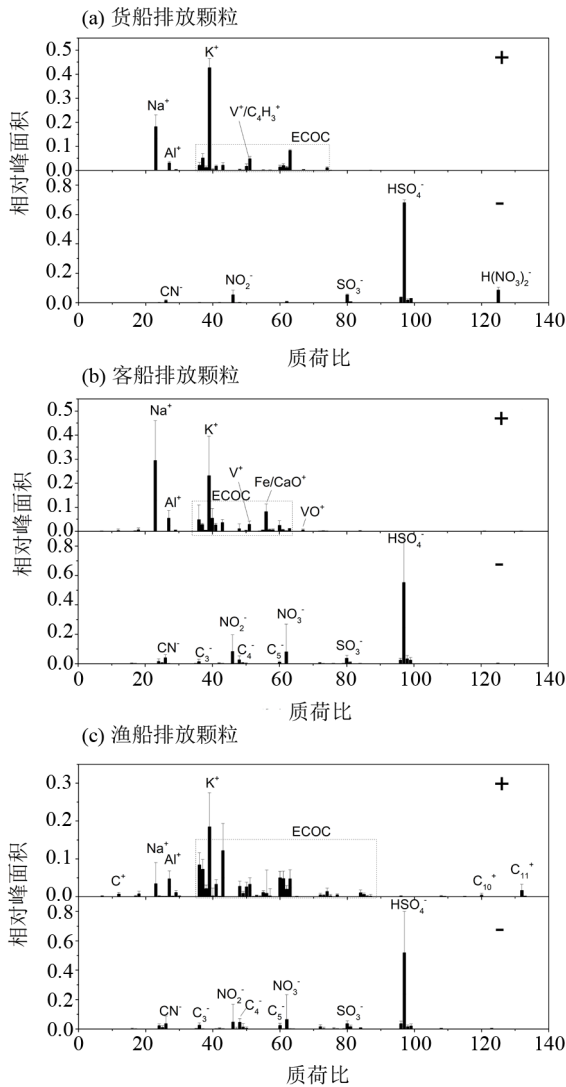 (a) 货船排放颗粒
0.5
0.4
0.3
0.2
0.1
0.0
Na⁺
Al⁺
K⁺
V⁺/C₄H₃⁺
ECOC
+
相对峰面积
0.8
0.6
0.4
0.2
0.0
CN⁻
NO₂⁻
SO₃⁻
HSO₄⁻
H(NO₃)₂⁻
-
0 20 40 60 80 100 120 140
质荷比
(b) 客船排放颗粒
0.5
0.4
0.3
0.2
0.1
0.0
Na⁺
Al⁺
K⁺
ECOC
V⁺
Fe/CaO⁺
VO⁺
+
相对峰面积
0.8
0.6
0.4
0.2
0.0
CN⁻
C₃⁻
NO₂⁻
C₄⁻
C₅⁻
NO₃⁻
SO₃⁻
HSO₄⁻
-
0 20 40 60 80 100 120 140
质荷比
(c) 渔船排放颗粒
0.3
0.2
0.1
0.0
C⁺
Na⁺
Al⁺
K⁺
ECOC
C₁₀⁺
C₁₁⁺
+
相对峰面积
0.8
0.6
0.4
0.2
0.0
CN⁻
C₃⁻
NO₂⁻
C₄⁻
C₅⁻
NO₃⁻
SO₃⁻
HSO₄⁻
-
0 20 40 60 80 100 120 140
质荷比